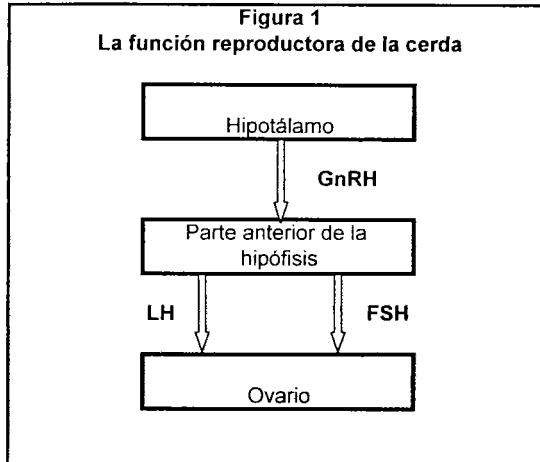 Figura 1
La función reproductora de la cerda
Hipotálamo
GnRH
Parte anterior de la
hipófisis
LH
FSH
Ovario